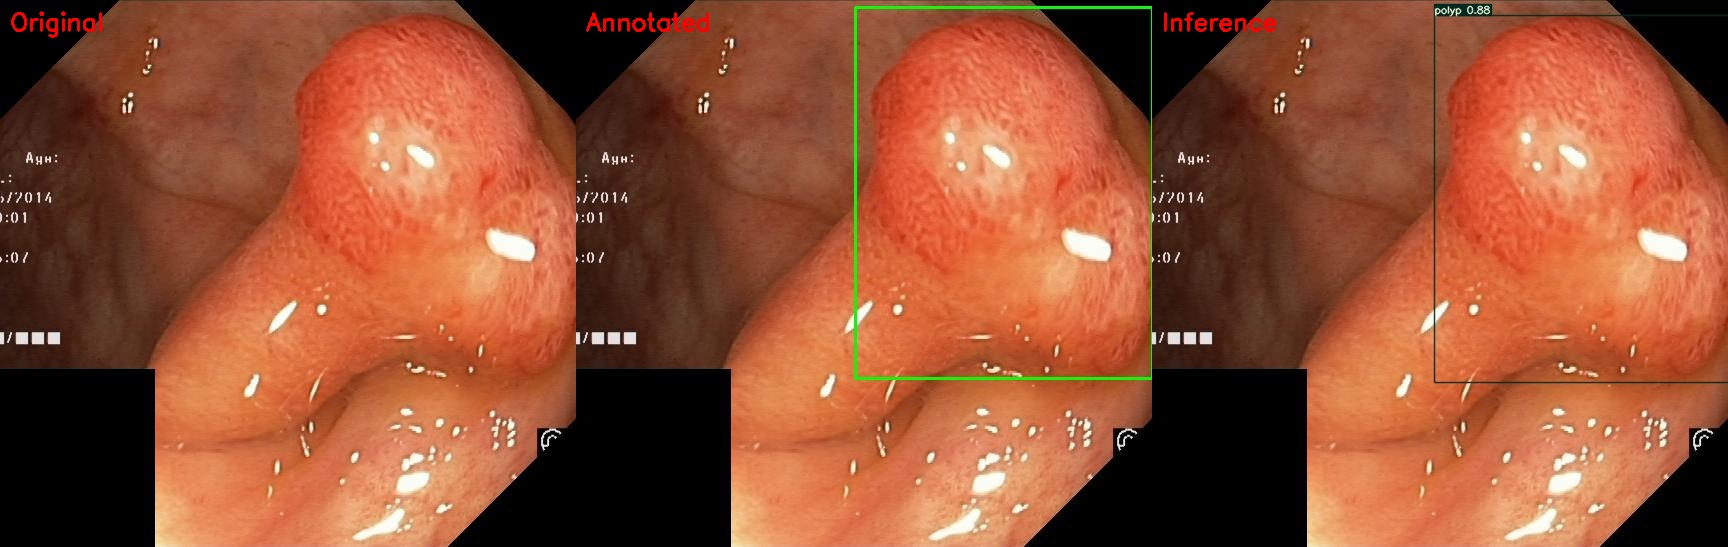 Original
Annotated
Inference
polyp 0.88
Age:
Age:
Age:
/2014
/2014
/2014
:01
:01
:01
:07
:07
:07